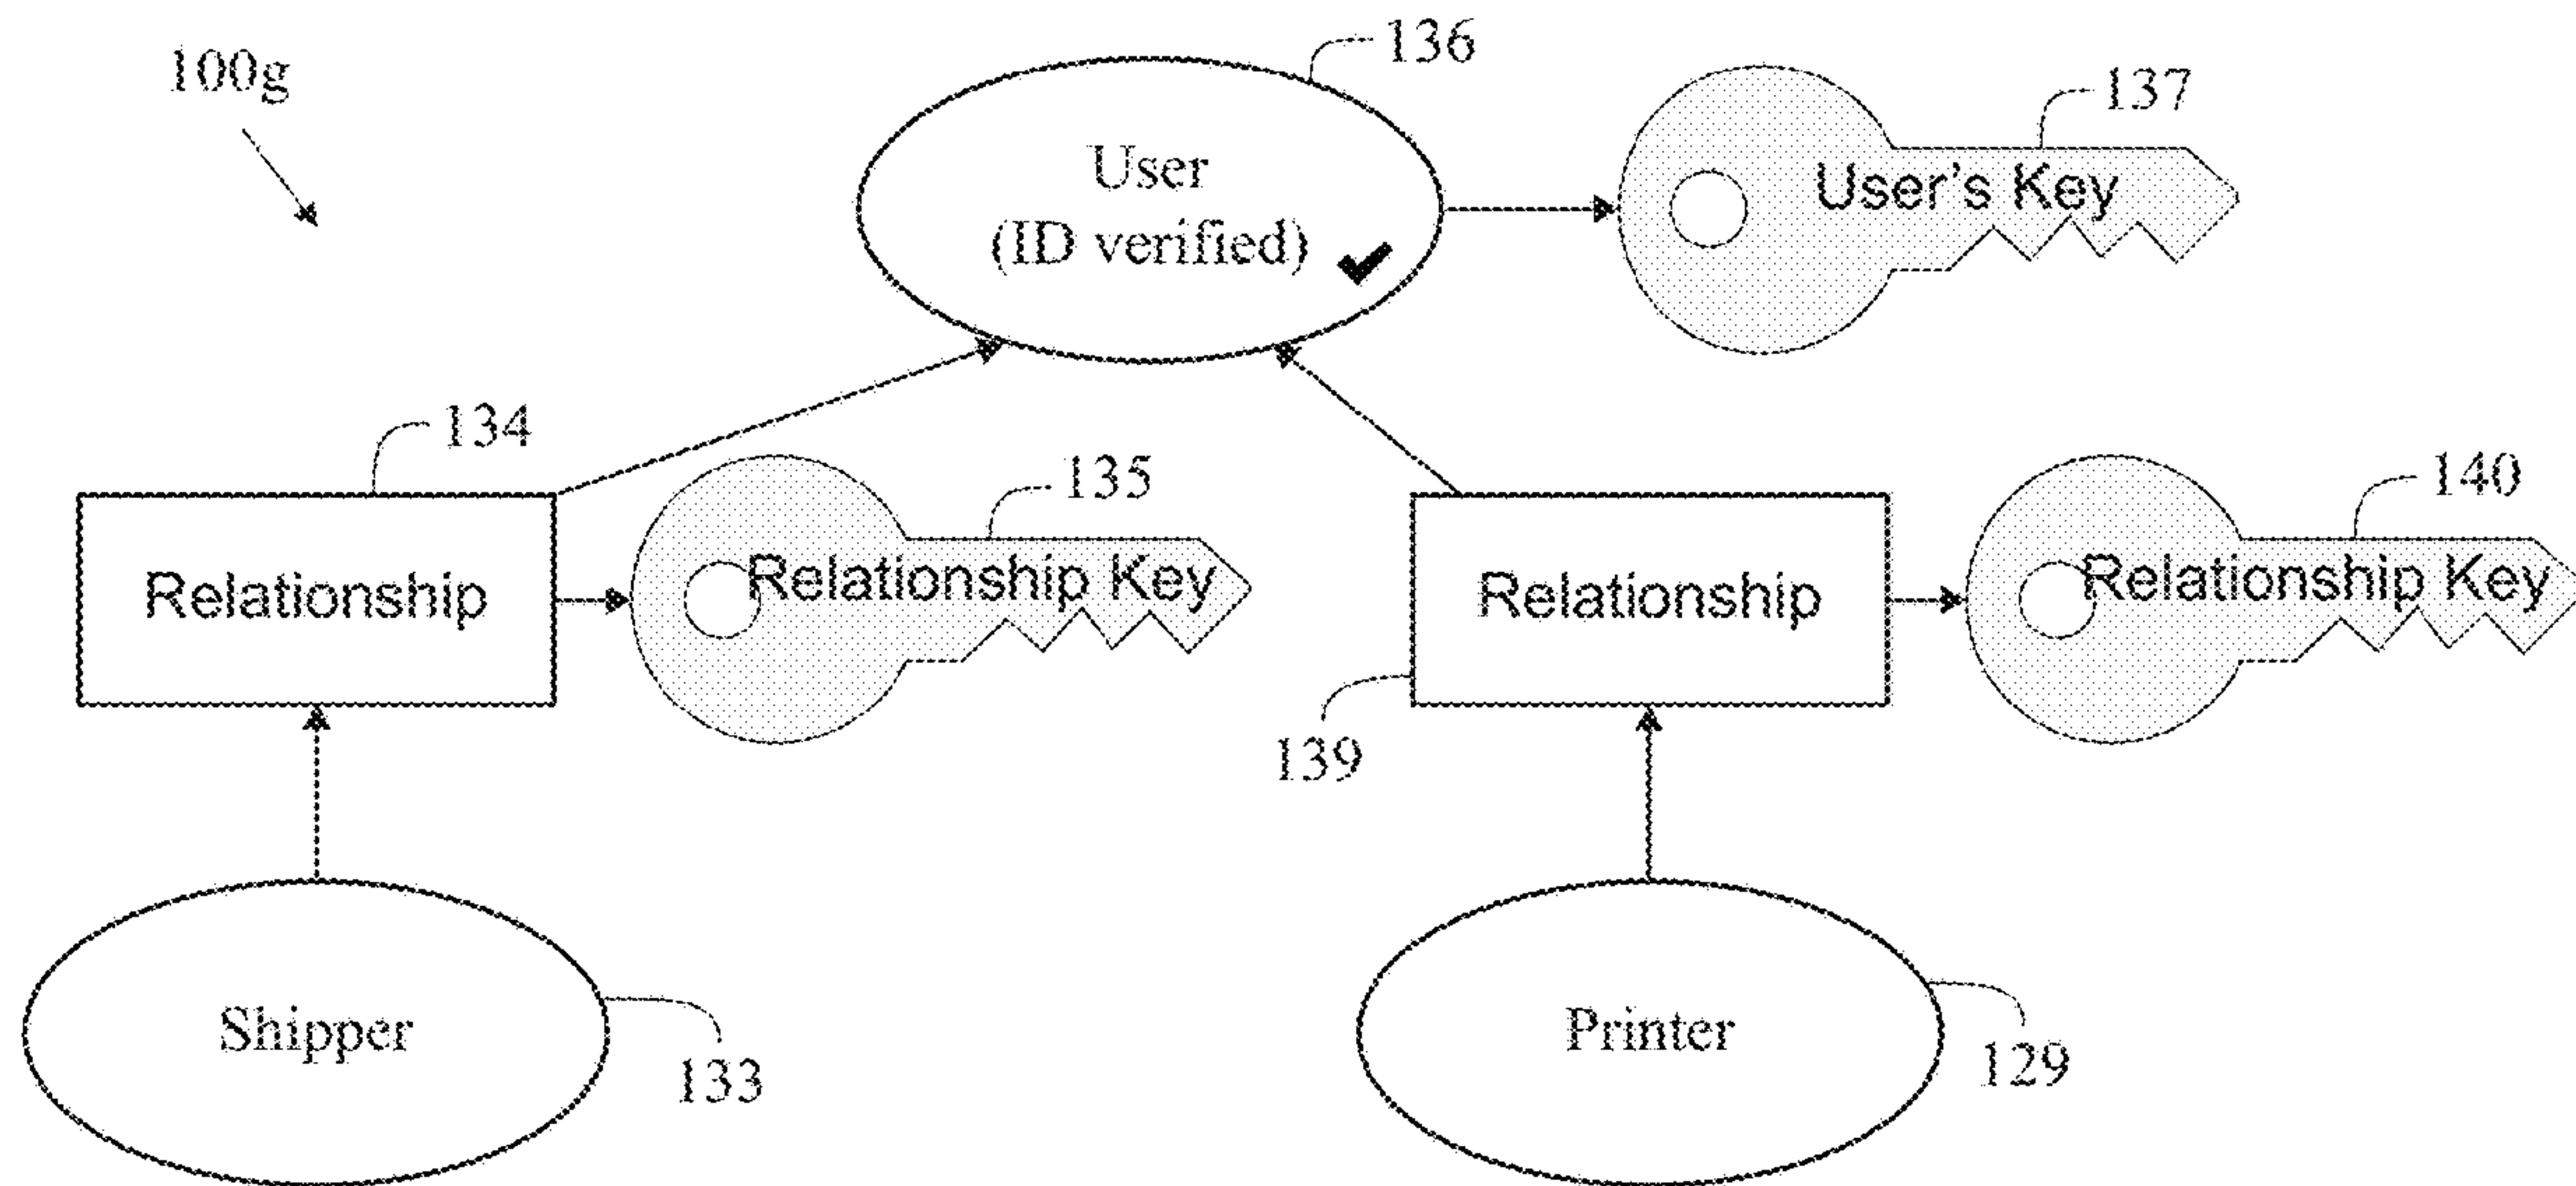 100g
136
User
(ID verified)
137
User's Key
134
Relationship
135
Relationship Key
139
Relationship
140
Relationship Key
Shipper
133
Printer
129